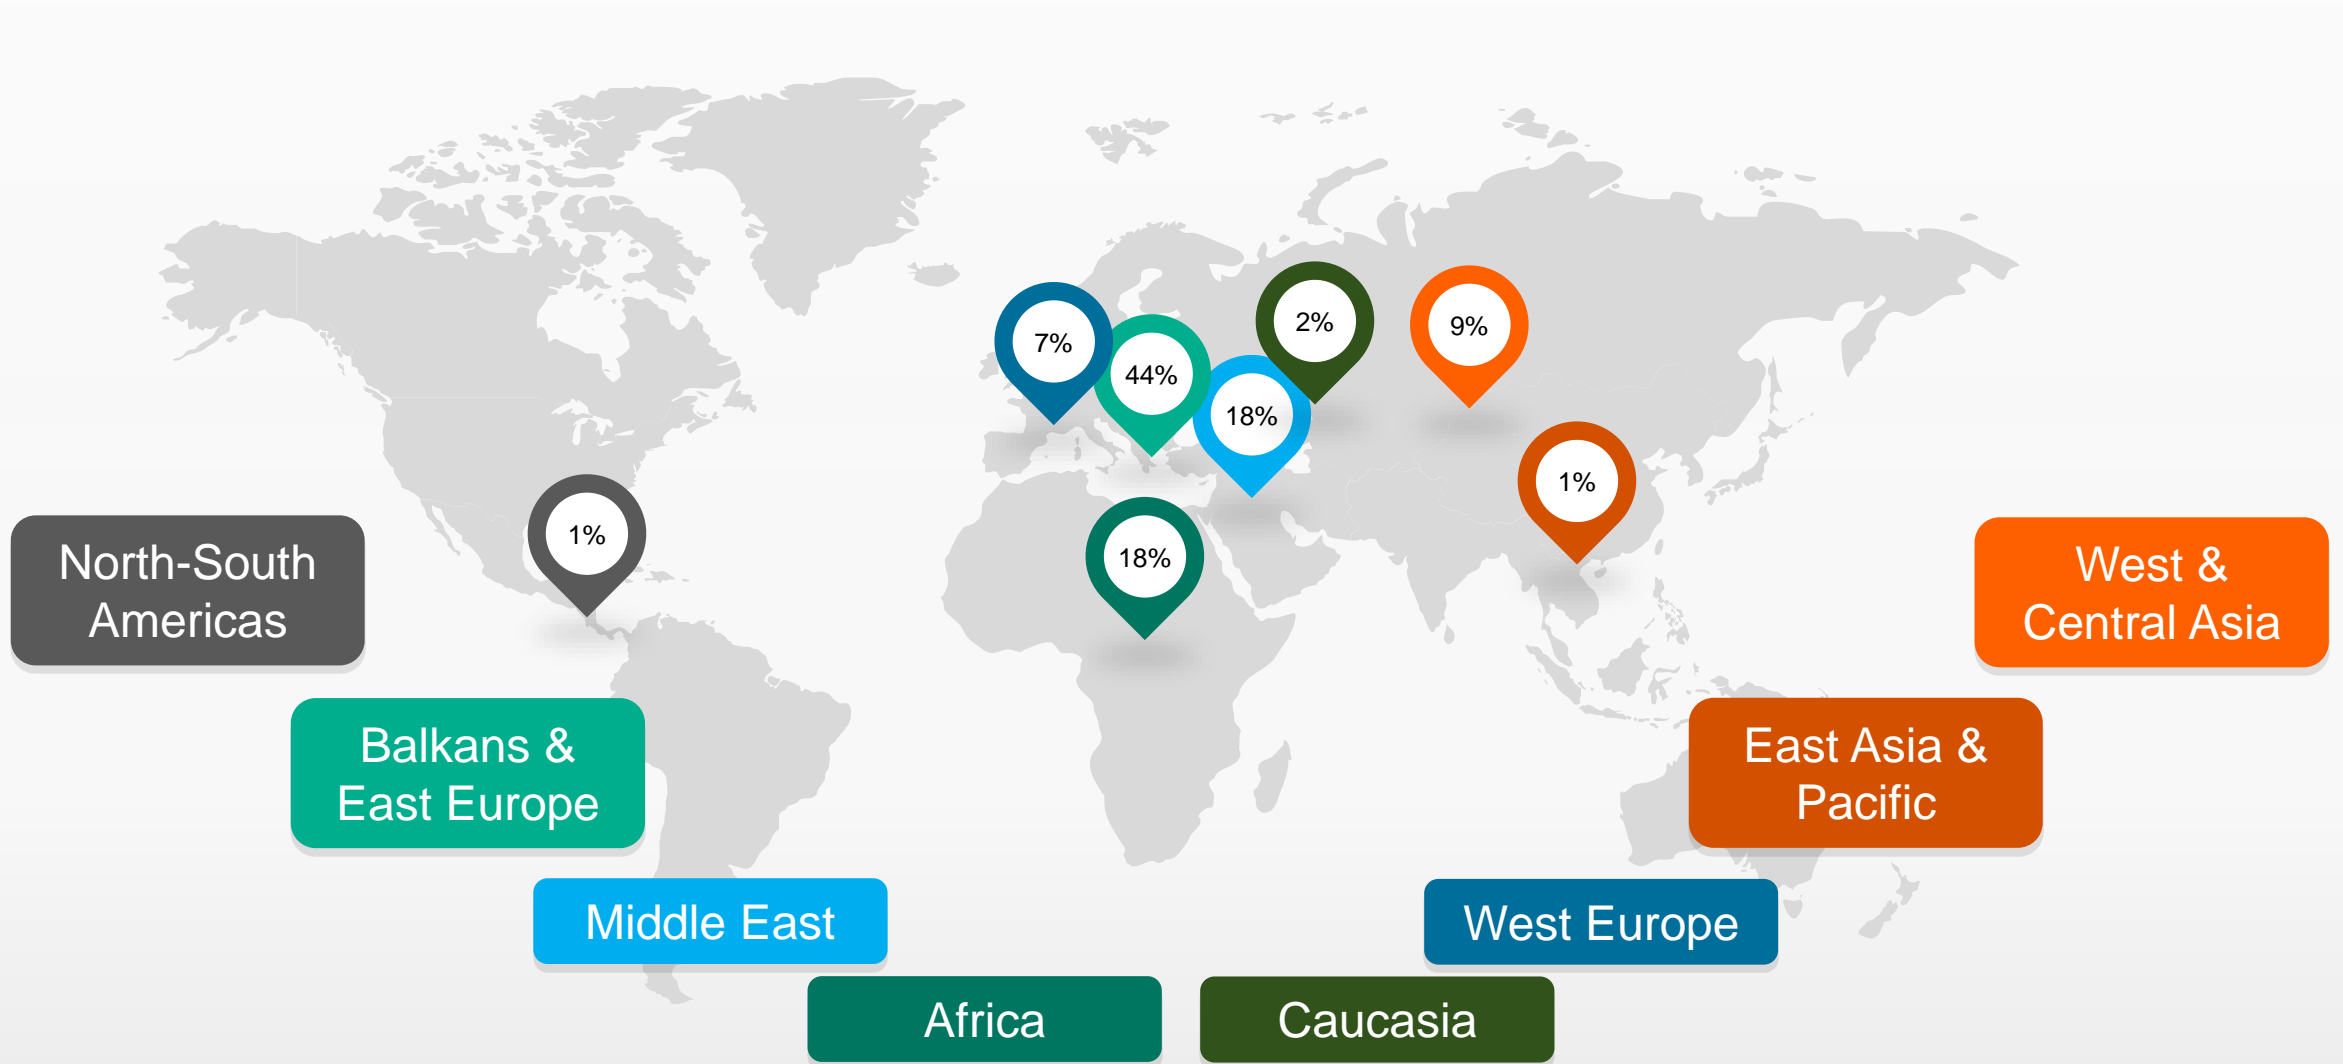 2%
9%
7%
44%
18%
1%
1%
18%
North-South
Americas
West &
Central Asia
Balkans &
East Europe
East Asia &
Pacific
Middle East
West Europe
Africa
Caucasia